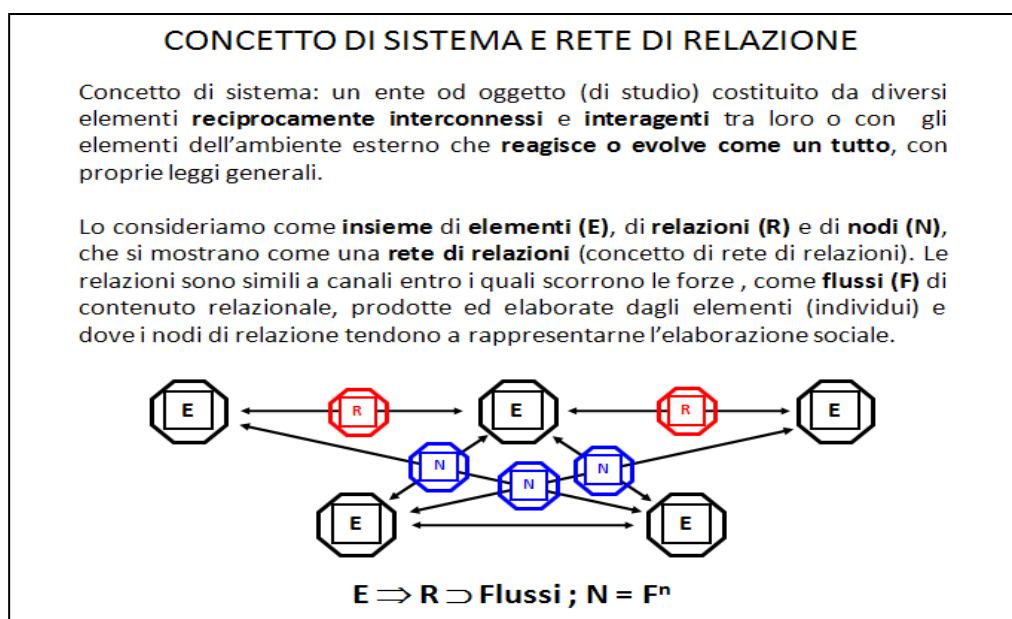 CONCETTO DI SISTEMA E RETE DI RELAZIONE
Concetto di sistema: un ente od oggetto (di studio) costituito da diversi
elementi reciprocamente interconnessi e interagenti tra loro o con gli
elementi dell'ambiente esterno che reagisce o evolve come un tutto, con
proprie leggi generali.
Lo consideriamo come insieme di elementi (E), di relazioni (R) e di nodi (N),
che si mostrano come una rete di relazioni (concetto di rete di relazioni). Le
relazioni sono simili a canali entro i quali scorrono le forze , come flussi (F) di
contenuto relazionale, prodotte ed elaborate dagli elementi (individui) e
dove i nodi di relazione tendono a rappresentarne l'elaborazione sociale.
E R E R E
N N N
E E
E ⇒ R ⊃ Flussi ; N = Fⁿ